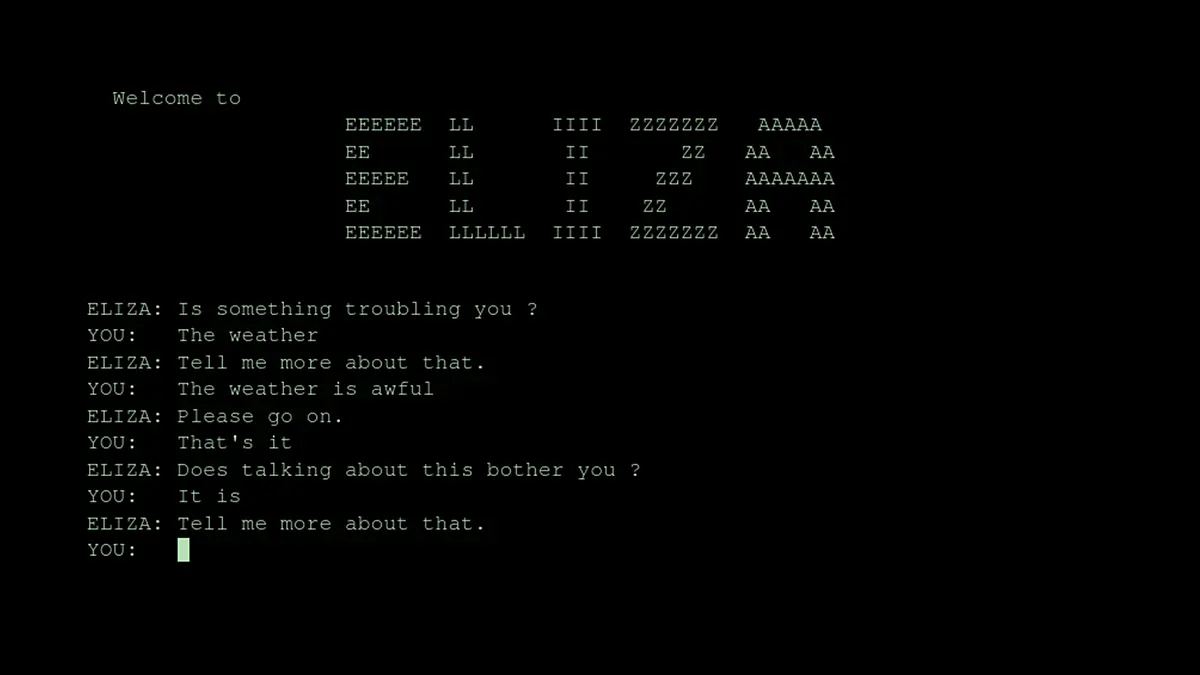 Welcome to
EEEEEE  LL      IIII  ZZZZZZZ   AAAAA
EE      LL       II       ZZ   AA   AA
EEEEE   LL       II     ZZZ    AAAAAAA
EE      LL       II    ZZ      AA   AA
EEEEEE  LLLLLL  IIII  ZZZZZZZ  AA   AA
ELIZA: Is something troubling you ?
YOU:   The weather
ELIZA: Tell me more about that.
YOU:   The weather is awful
ELIZA: Please go on.
YOU:   That's it
ELIZA: Does talking about this bother you ?
YOU:   It is
ELIZA: Tell me more about that.
YOU: